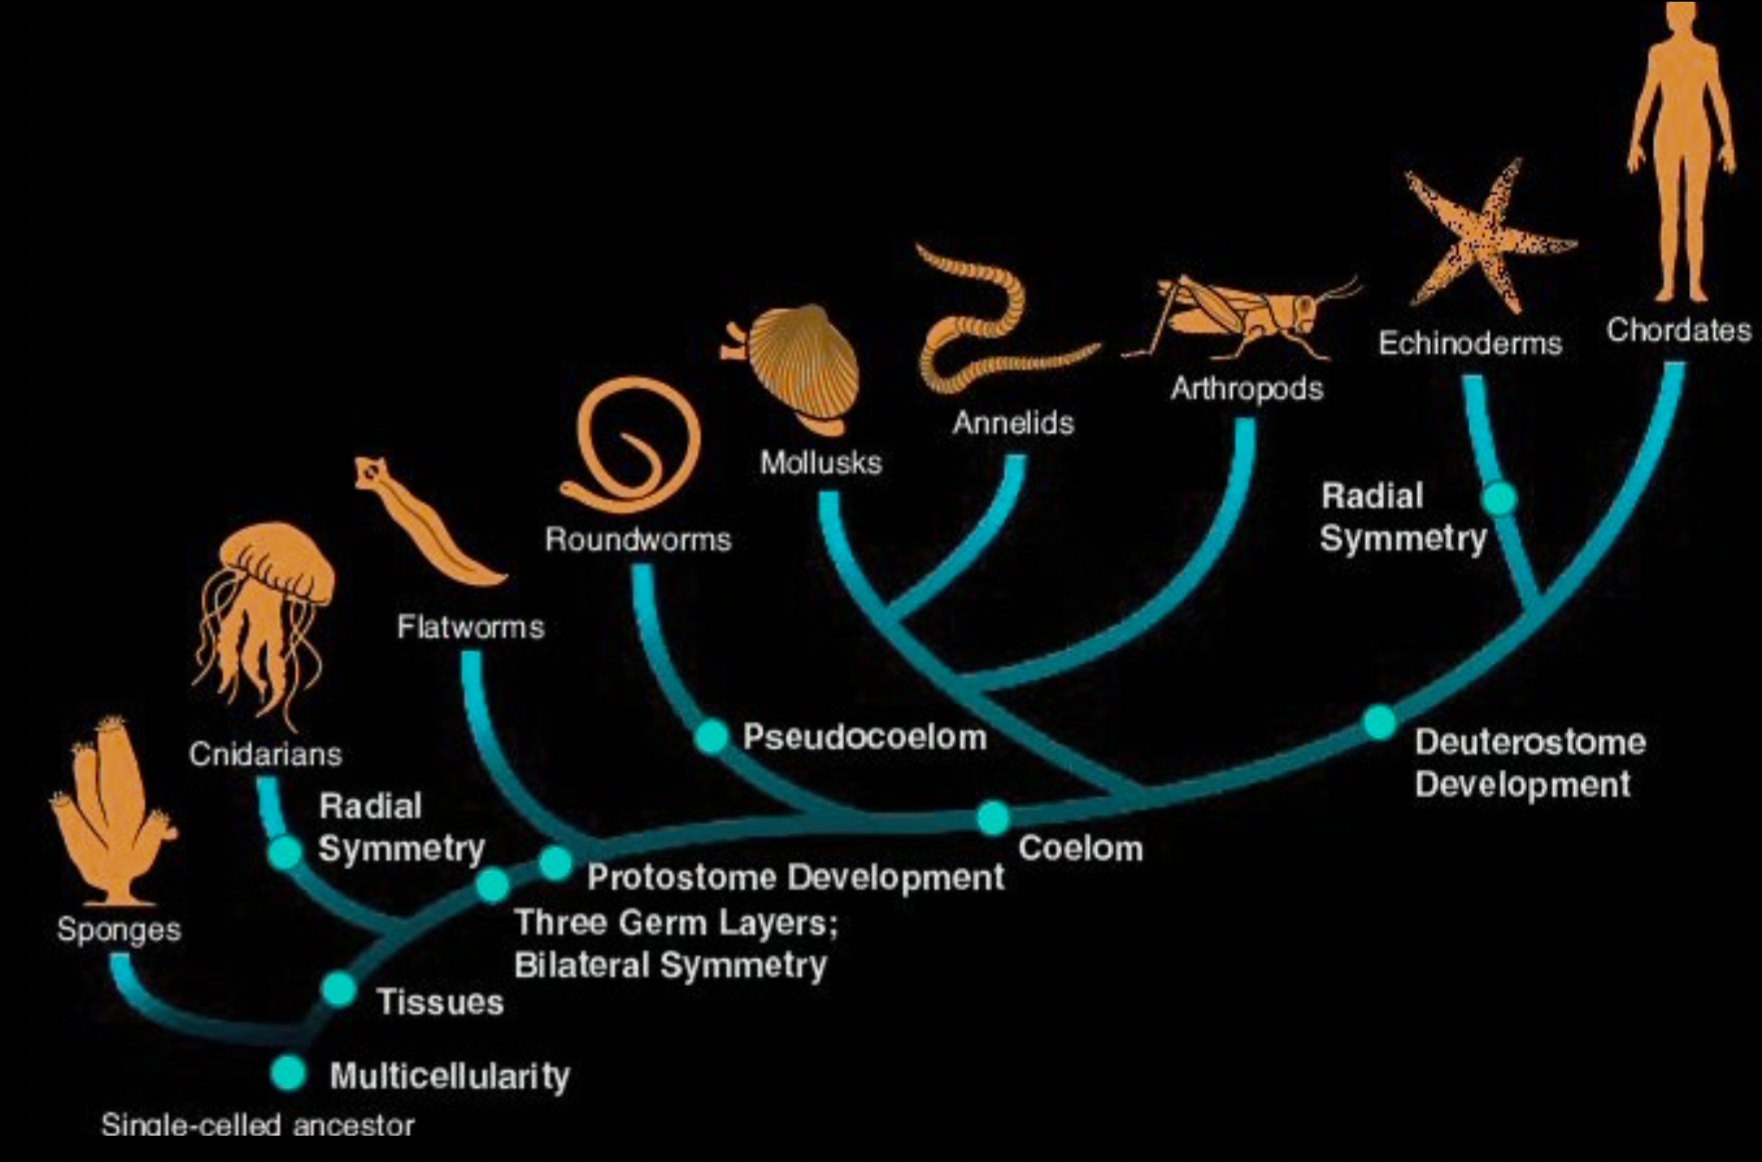 Chordates
Echinoderms
Arthropods
Annelids
Mollusks
Radial
Symmetry
Roundworms
Flatworms
Pseudocoelom
Deuterostome
Development
Cnidarians
Radial
Symmetry
Coelom
Protostome Development
Three Germ Layers;
Bilateral Symmetry
Sponges
Tissues
Multicellularity
Single-celled ancestor